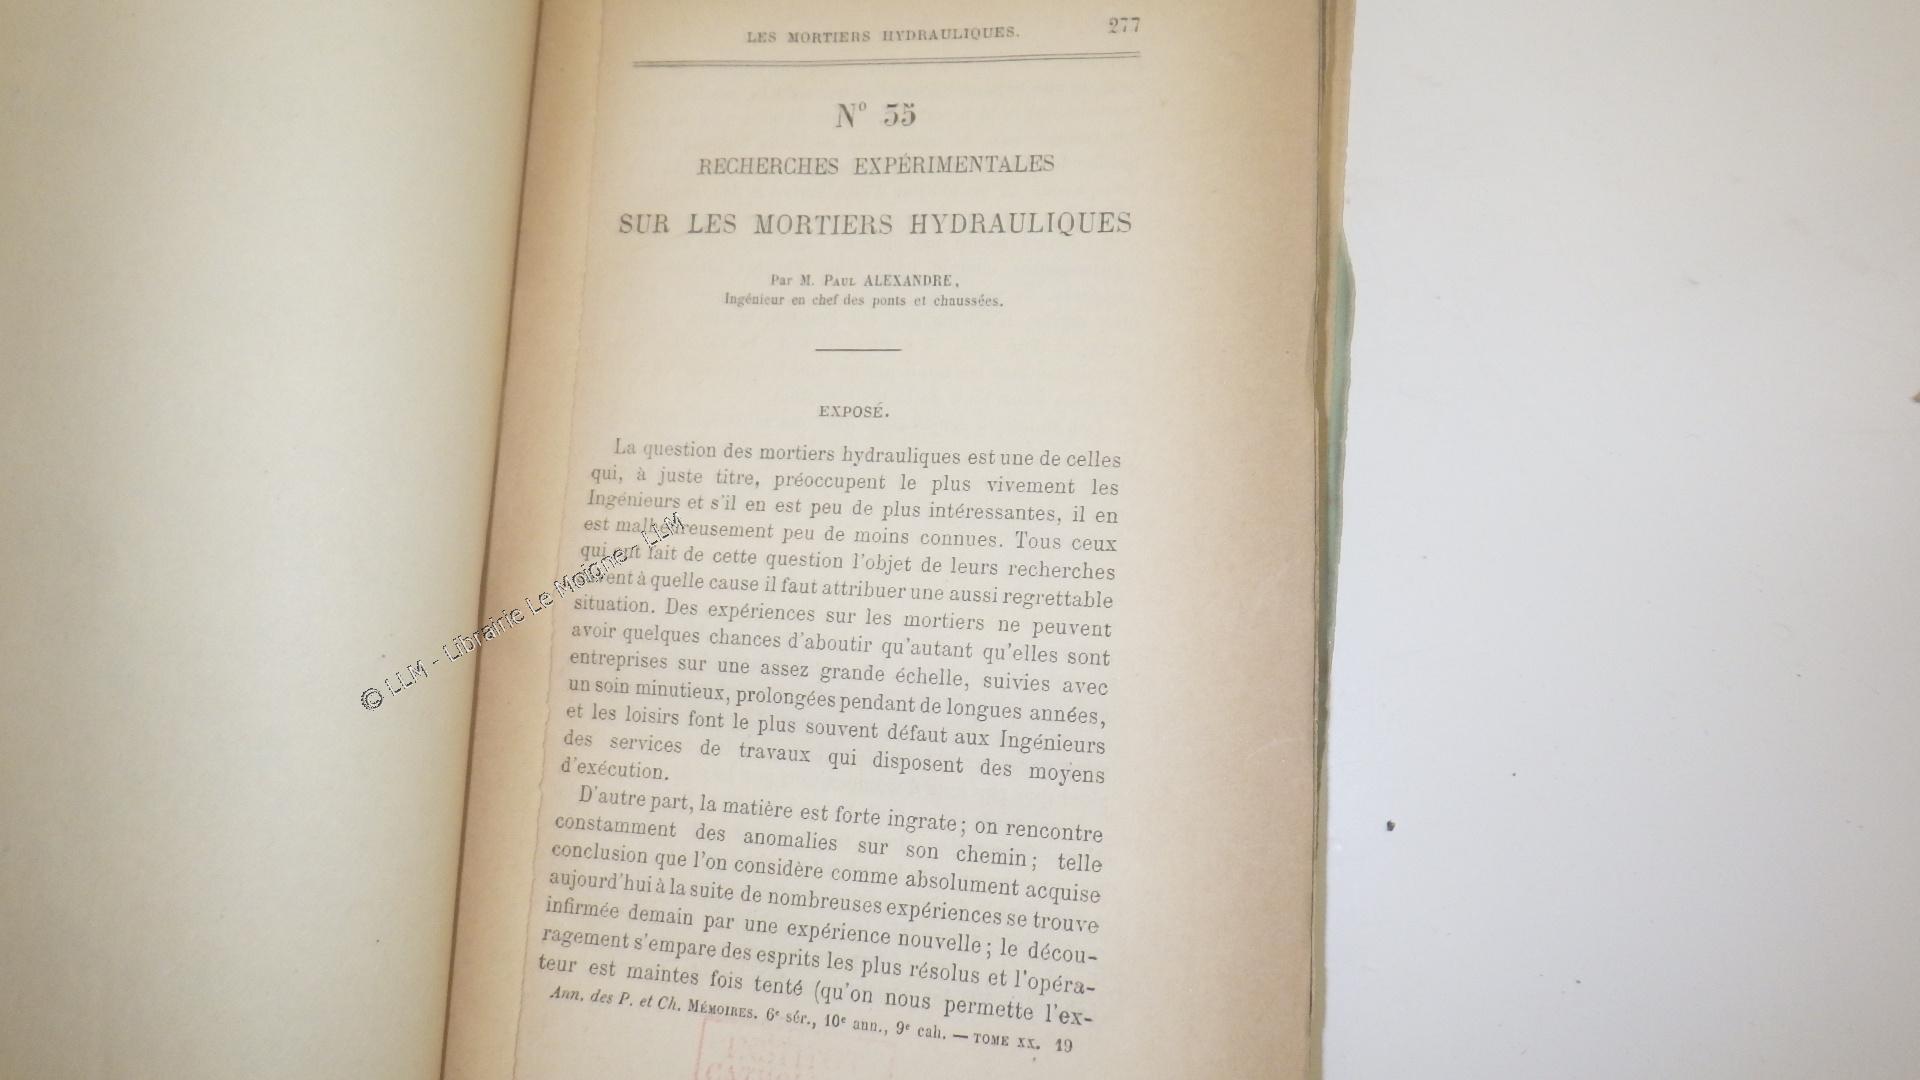 LES MORTIERS HYDRAULIQUES. 277
N° 55
RECHERCHES EXPÉRIMENTALES
SUR LES MORTIERS HYDRAULIQUES
Par M. PAUL ALEXANDRE,
Ingénieur en chef des ponts et chaussées.
EXPOSÉ.
La question des mortiers hydrauliques est une de celles
qui, à juste titre, préoccupent le plus vivement les
Ingénieurs et s'il en est peu de plus intéressantes, il en
est malheureusement peu de moins connues. Tous ceux
qui ont fait de cette question l'objet de leurs recherches
savent à quelle cause il faut attribuer une aussi regrettable
situation. Des expériences sur les mortiers ne peuvent
avoir quelques chances d'aboutir qu'autant qu'elles sont
entreprises sur une assez grande échelle, suivies avec
un soin minutieux, prolongées pendant de longues années,
et les loisirs font le plus souvent défaut aux Ingénieurs
des services de travaux qui disposent des moyens
d'exécution.
D'autre part, la matière est forte ingrate; on rencontre
constamment des anomalies sur son chemin; telle
conclusion que l'on considère comme absolument acquise
aujourd'hui à la suite de nombreuses expériences se trouve
infirmée demain par une expérience nouvelle; le décou-
ragement s'empare des esprits les plus résolus et l'opéra-
teur est maintes fois tenté (qu'on nous permette l'ex-
Ann. des P. et Ch. MÉMOIRES. 6e sér., 10e ann., 9e cah. — TOME XX. 19
© LLM - Librairie Le Moigne - LLM